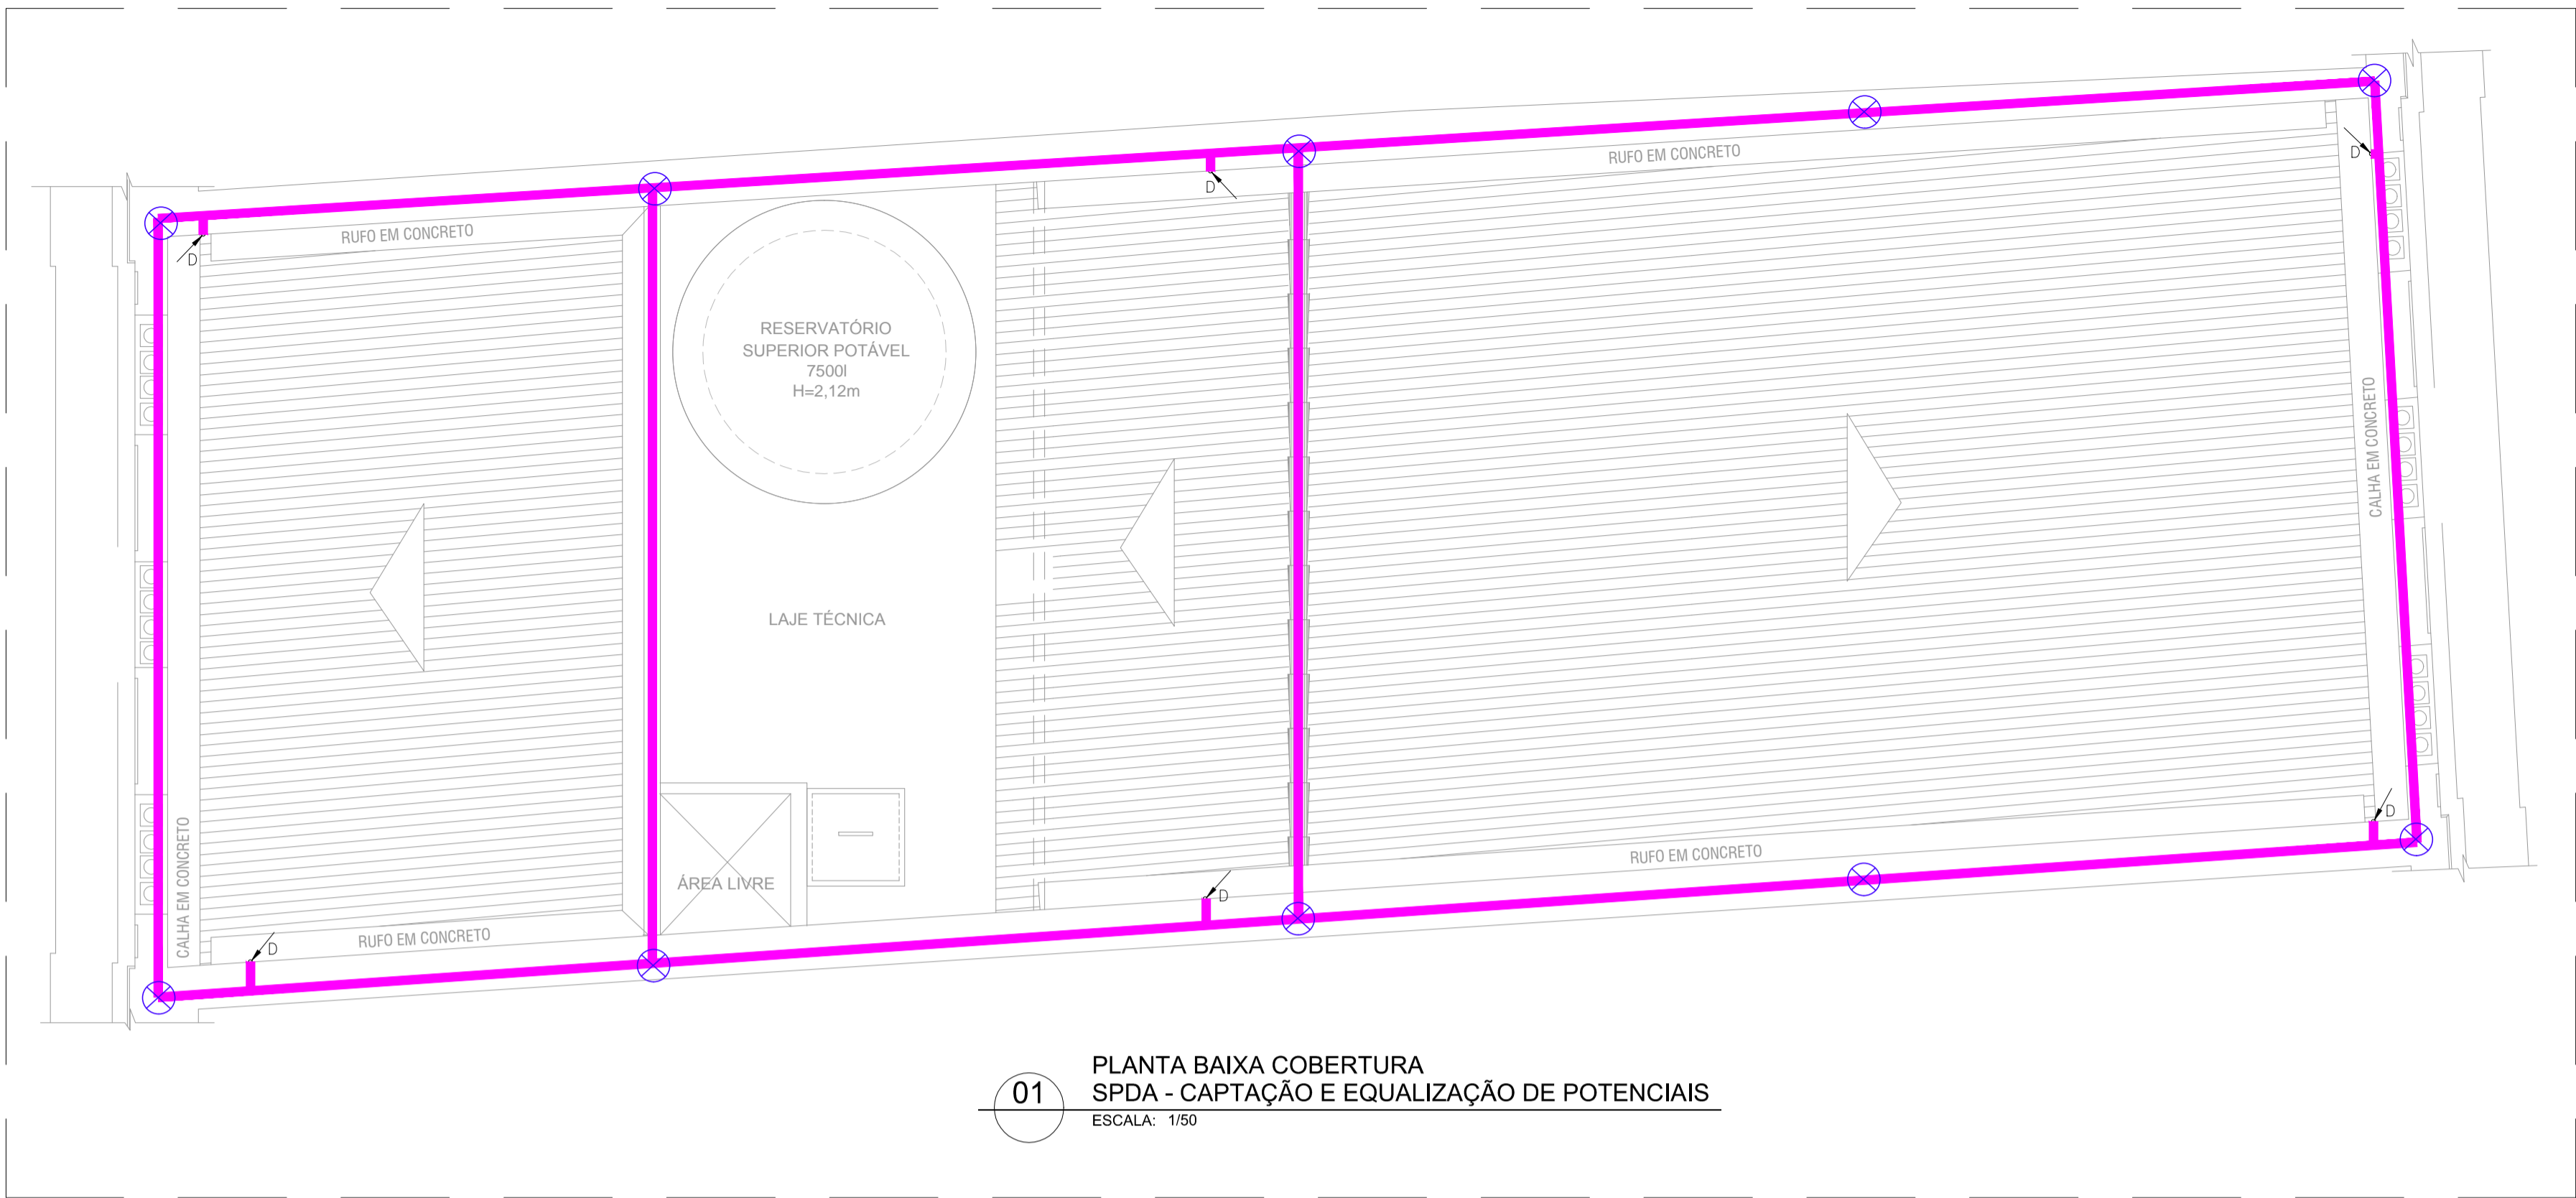 D
RUFO EM CONCRETO
D
RUFO EM CONCRETO
D
RESERVATÓRIO
SUPERIOR POTÁVEL
7500l
H=2,12m
CALHA EM CONCRETO
LAJE TÉCNICA
D
CALHA EM CONCRETO
RUFO EM CONCRETO
ÁREA LIVRE
D
RUFO EM CONCRETO
D
01
PLANTA BAIXA COBERTURA
SPDA - CAPTAÇÃO E EQUALIZAÇÃO DE POTENCIAIS
ESCALA: 1/50